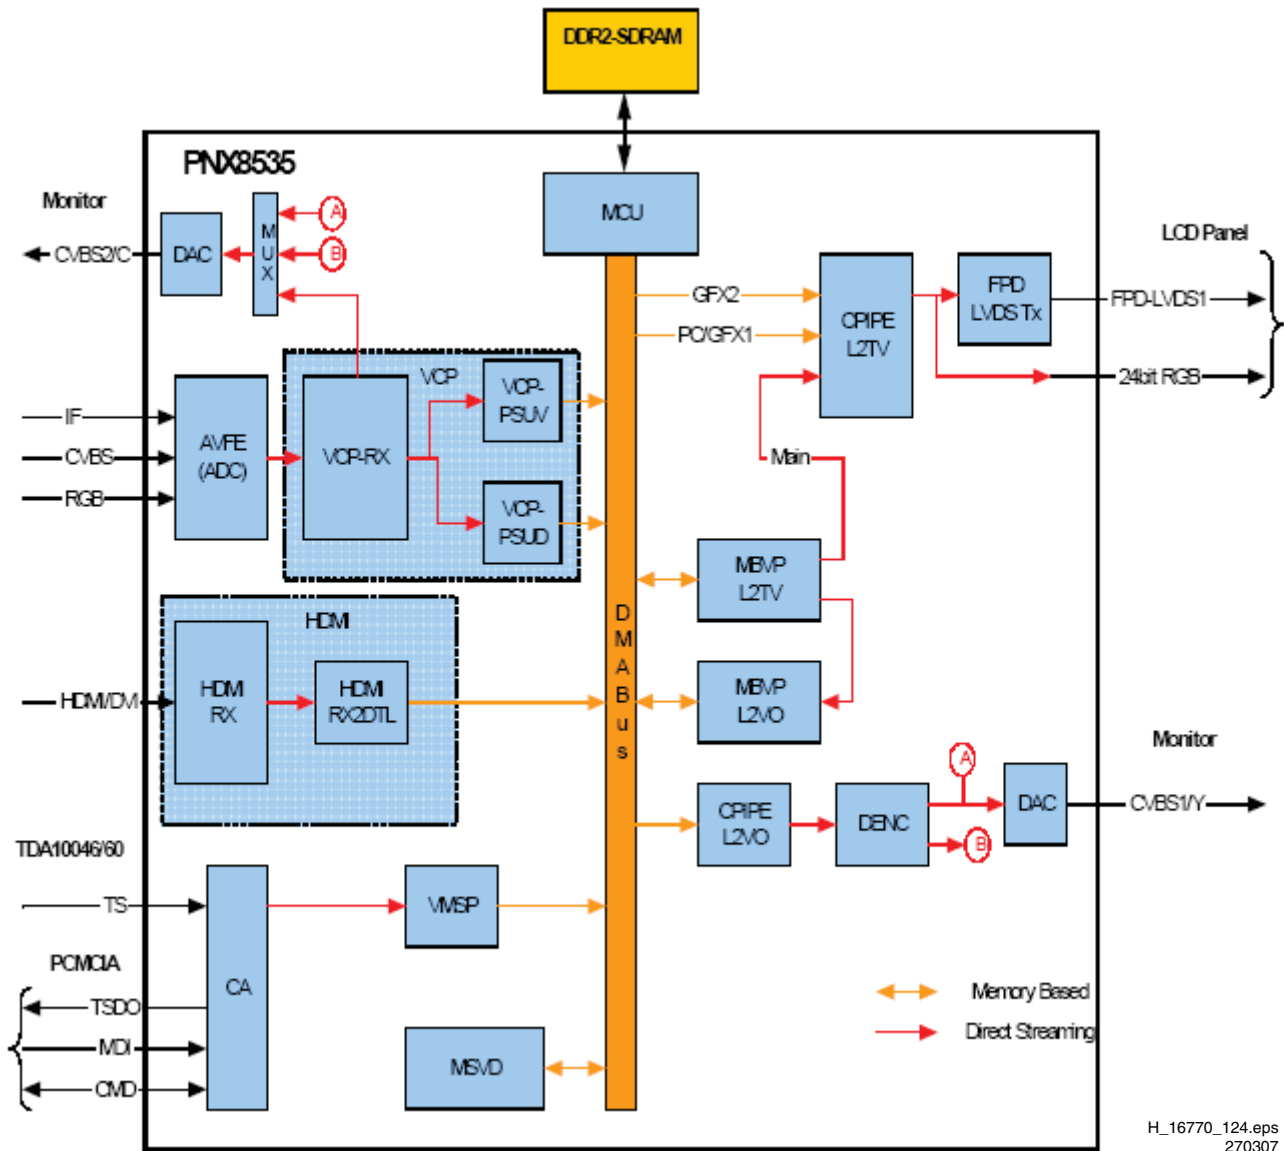 DDR2-SDRAM
PNX8535
MCU
Monitor
CVBS2/C
DAC
MUX
A
B
LCD Panel
GFX2
PC/GFX1
CPIPE
L2TV
FPD
LVDS Tx
FPD-LVDS1
24bit RGB
IF
CVBS
RGB
AVFE
(ADC)
VCP
VCP-RX
VCP-
PSUV
VCP-
PSUD
Main
MBVP
L2TV
DMA Bus
HDMI
HDMI/DVI
HDMI
RX
HDMI
RX2DTL
MBVP
L2VO
Monitor
CPIPE
L2VO
DENC
A
B
DAC
CVBS1/Y
TDA10046/60
TS
VMSP
PCMCIA
CA
TSDO
MDI
CMD
MSVD
Memory Based
Direct Streaming
H_16770_124.eps
270307